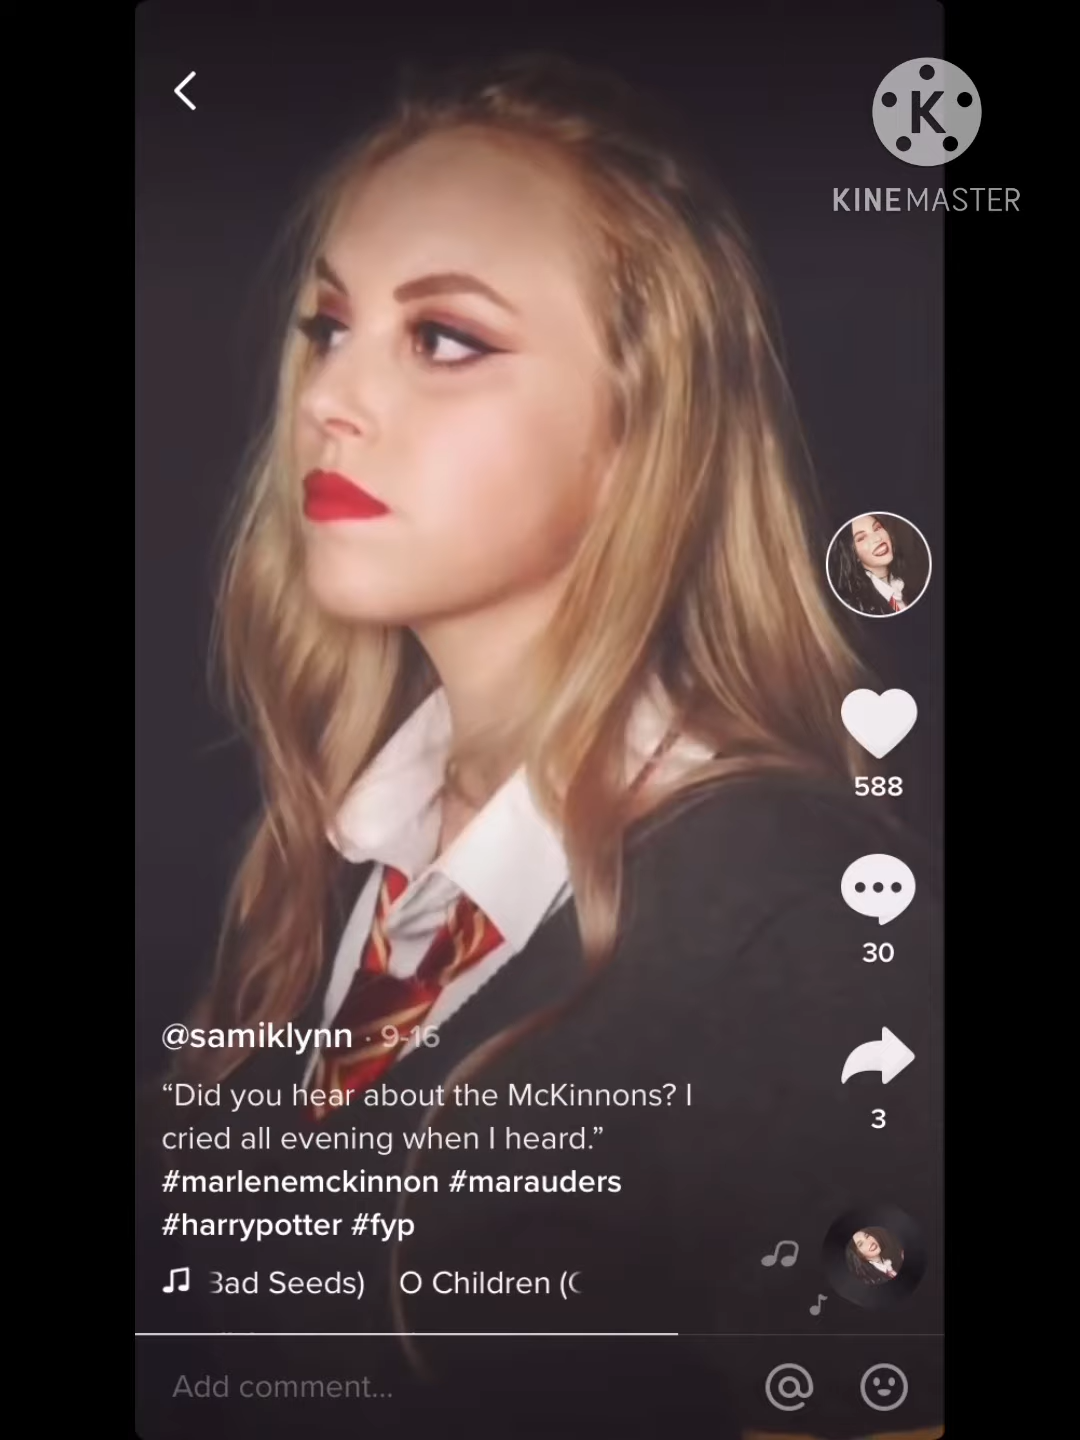 K
KINEMASTER
588
30
3
@samiklynn · 9-16
“Did you hear about the McKinnons? I
cried all evening when I heard.”
#marlenemckinnon #marauders
#harrypotter #fyp
Bad Seeds) O Children (
Add comment...